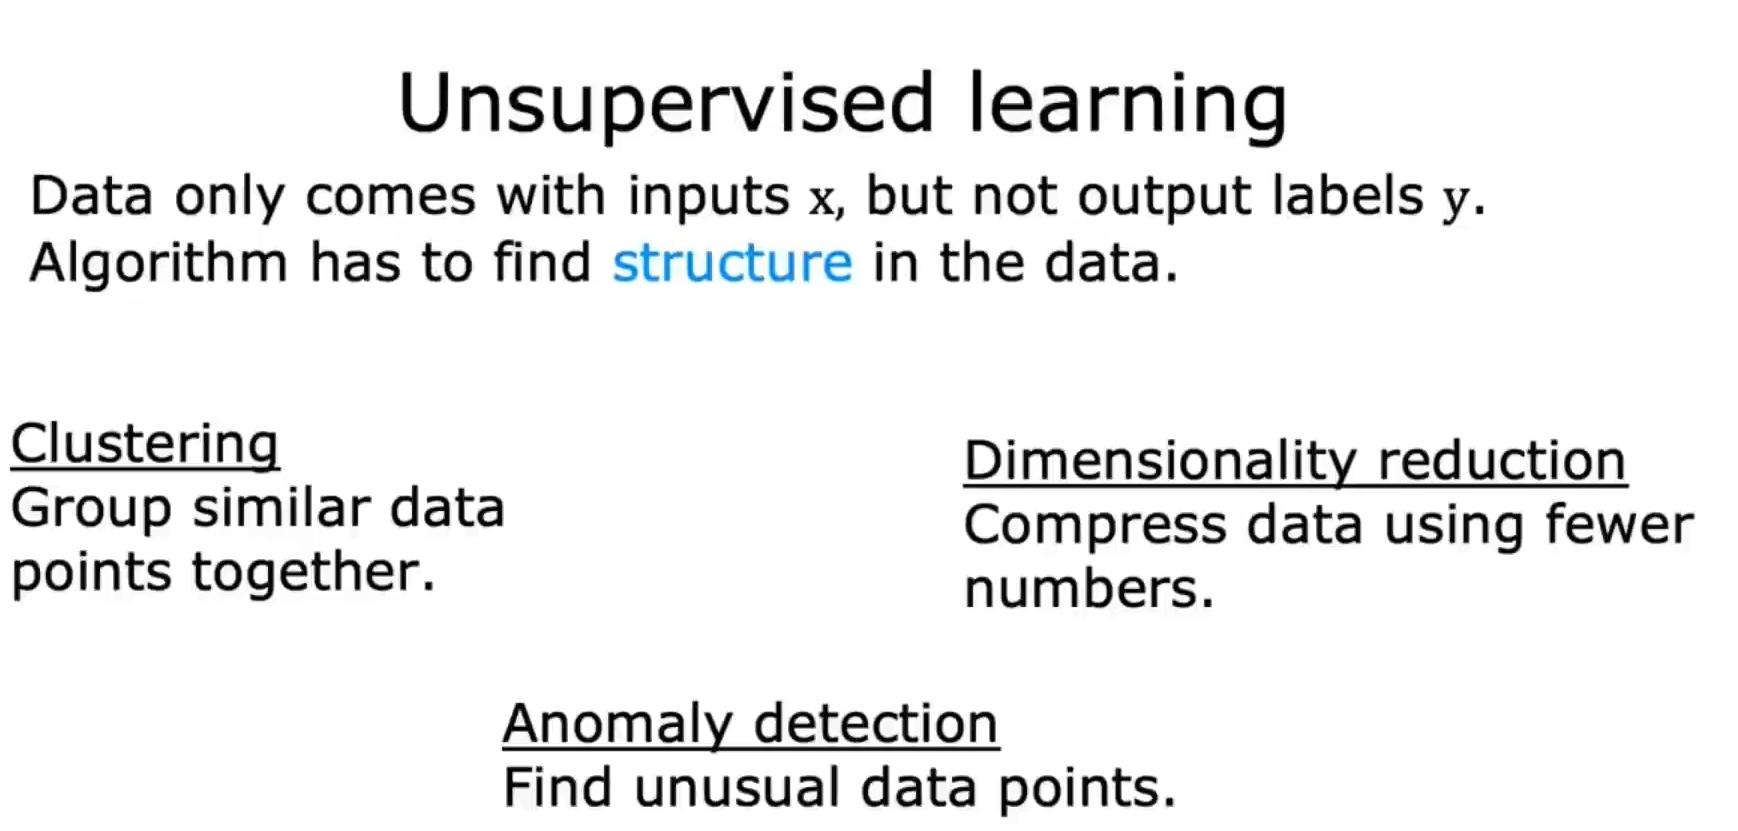 Unsupervised learning
Data only comes with inputs x, but not output labels y.
Algorithm has to find structure in the data.
Clustering
Group similar data
points together.
Dimensionality reduction
Compress data using fewer
numbers.
Anomaly detection
Find unusual data points.